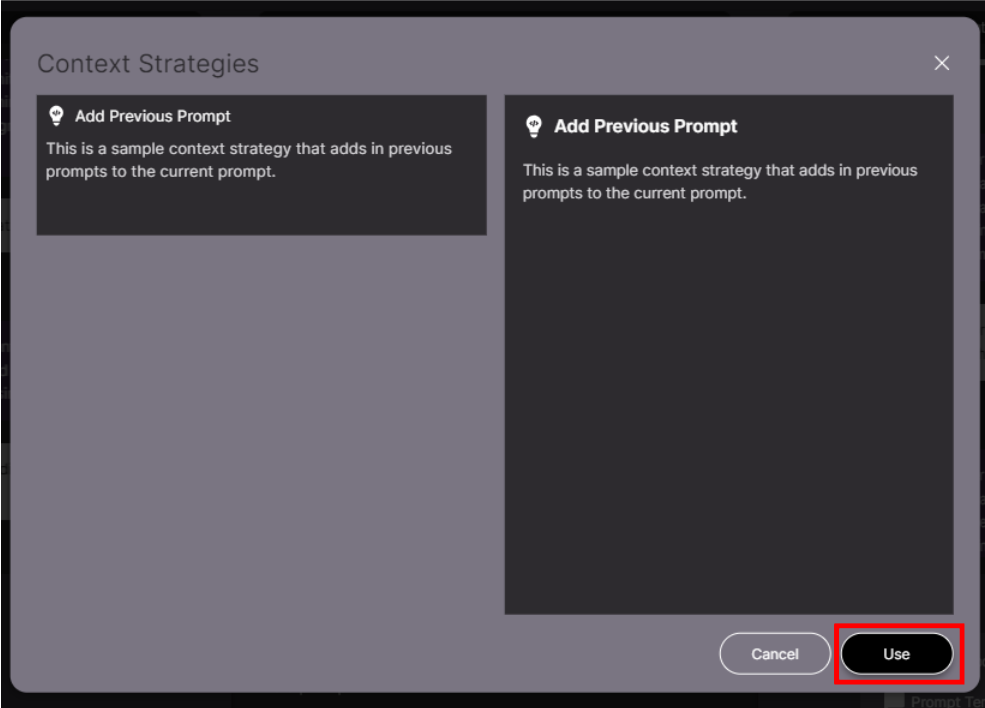 Context Strategies
Add Previous Prompt
This is a sample context strategy that adds in previous
prompts to the current prompt.
Add Previous Prompt
This is a sample context strategy that adds in previous
prompts to the current prompt.
Cancel
Use
Prompt Te